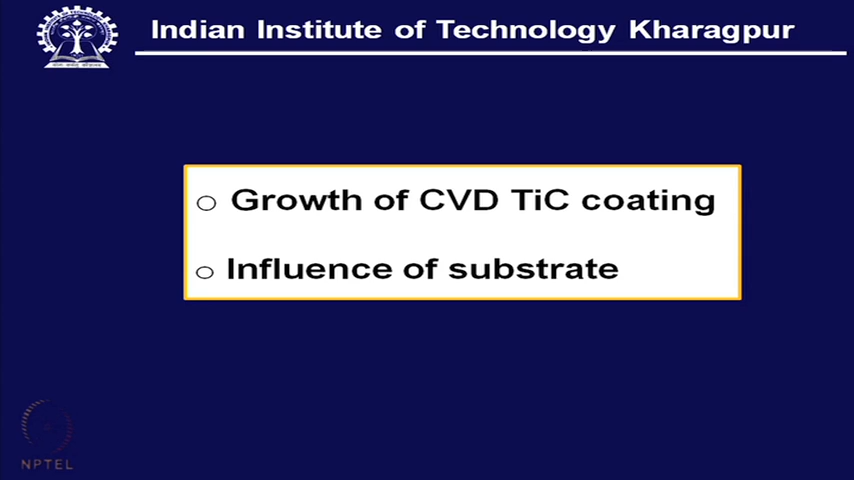 Indian Institute of Technology Kharagpur
Growth of CVD TiC coating
Influence of substrate
NPTEL